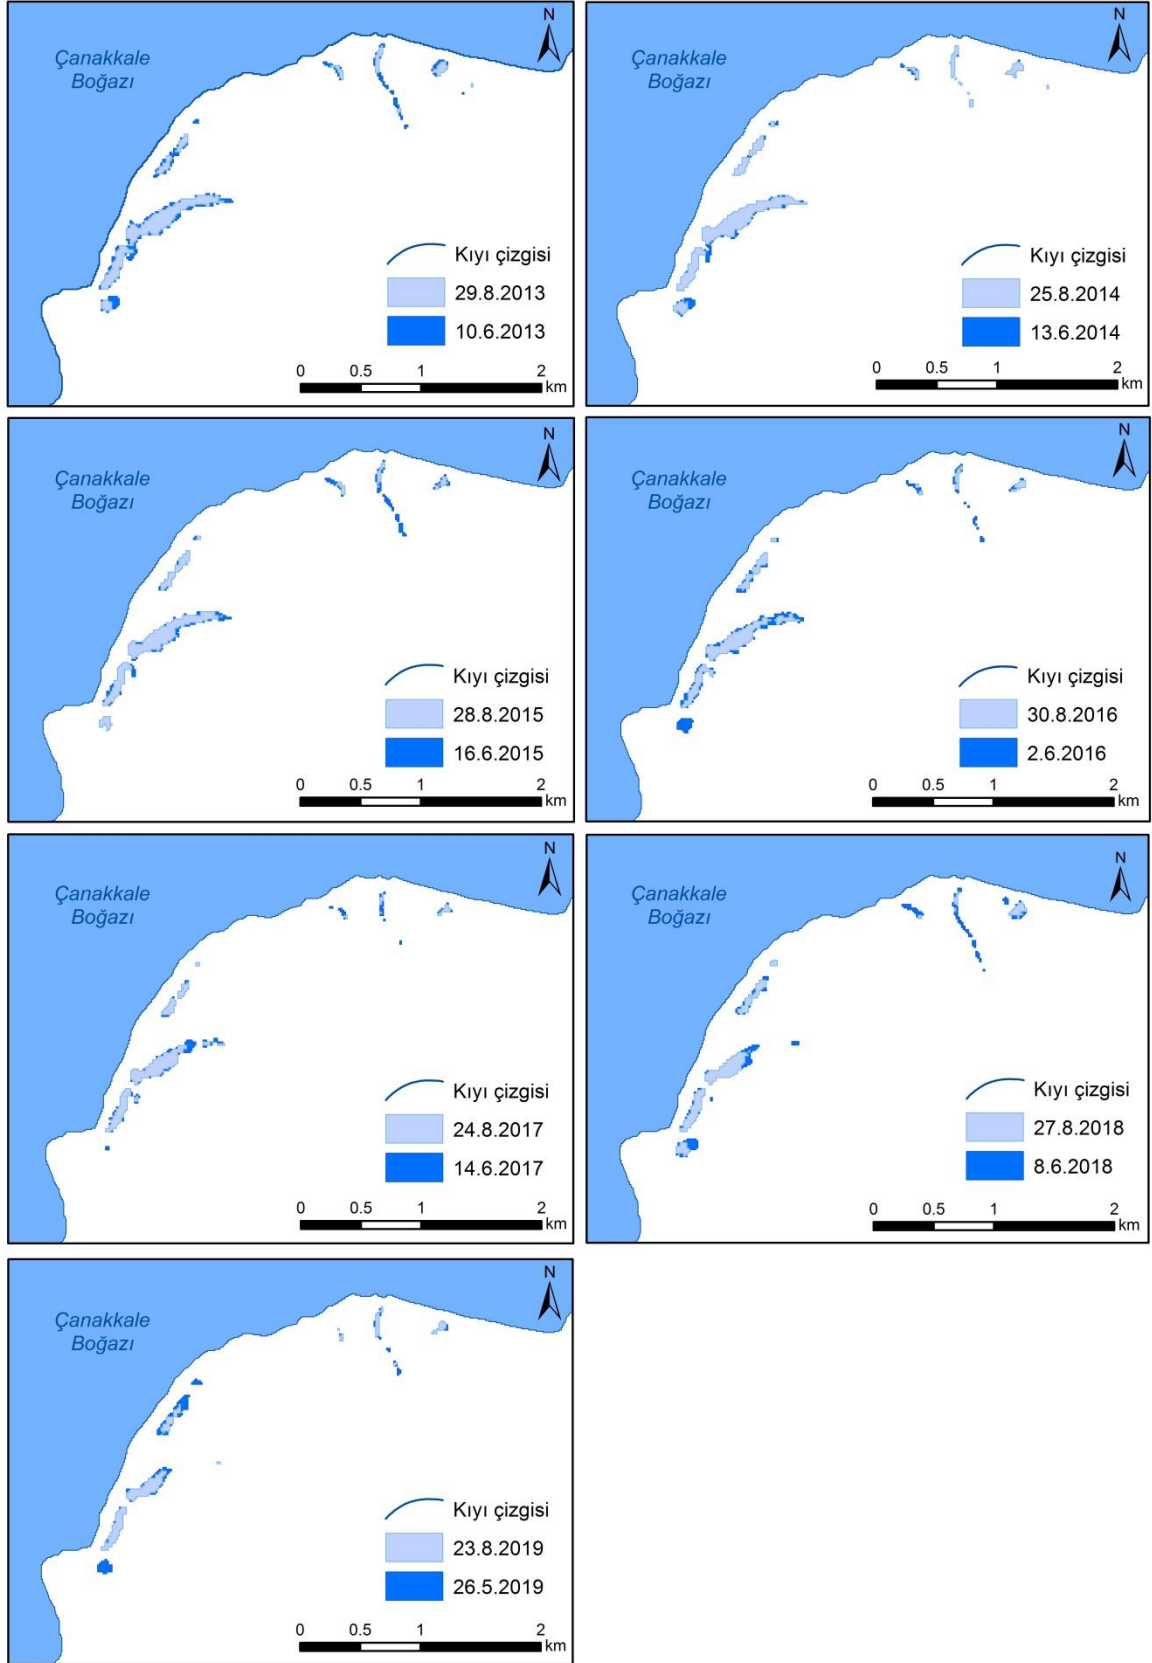 N
Çanakkale
Boğazı
Kıyı çizgisi
29.8.2013
10.6.2013
0 0.5 1 2
km
N
Çanakkale
Boğazı
Kıyı çizgisi
25.8.2014
13.6.2014
0 0.5 1 2
km
N
Çanakkale
Boğazı
Kıyı çizgisi
28.8.2015
16.6.2015
0 0.5 1 2
km
N
Çanakkale
Boğazı
Kıyı çizgisi
30.8.2016
2.6.2016
0 0.5 1 2
km
N
Çanakkale
Boğazı
Kıyı çizgisi
24.8.2017
14.6.2017
0 0.5 1 2
km
N
Çanakkale
Boğazı
Kıyı çizgisi
27.8.2018
8.6.2018
0 0.5 1 2
km
N
Çanakkale
Boğazı
Kıyı çizgisi
23.8.2019
26.5.2019
0 0.5 1 2
km